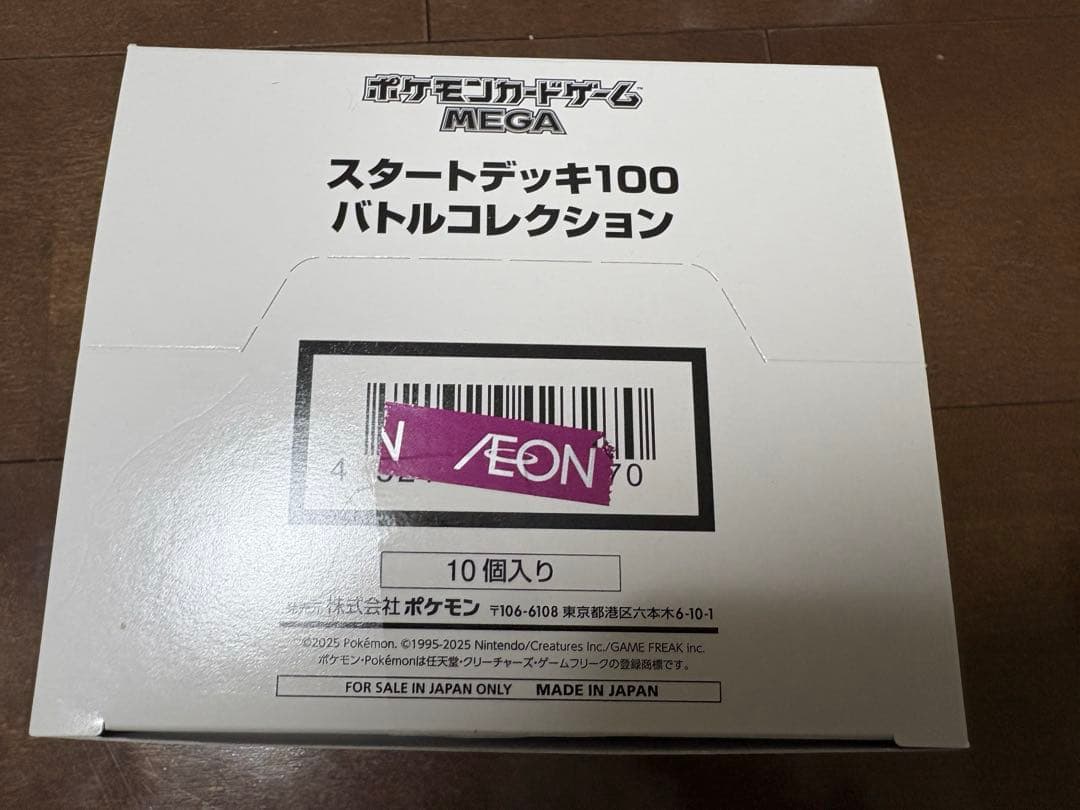 ポケモンカードゲーム
MEGA
スタートデッキ100
バトルコレクション
N ÆON
4 70
10個入り
発売元 株式会社ポケモン 〒106-6108 東京都港区六本木6-10-1
©2025 Pokémon. ©1995-2025 Nintendo/Creatures Inc./GAME FREAK inc.
ポケモン・Pokémonは任天堂・クリーチャーズ・ゲームフリークの登録商標です。
FOR SALE IN JAPAN ONLY MADE IN JAPAN